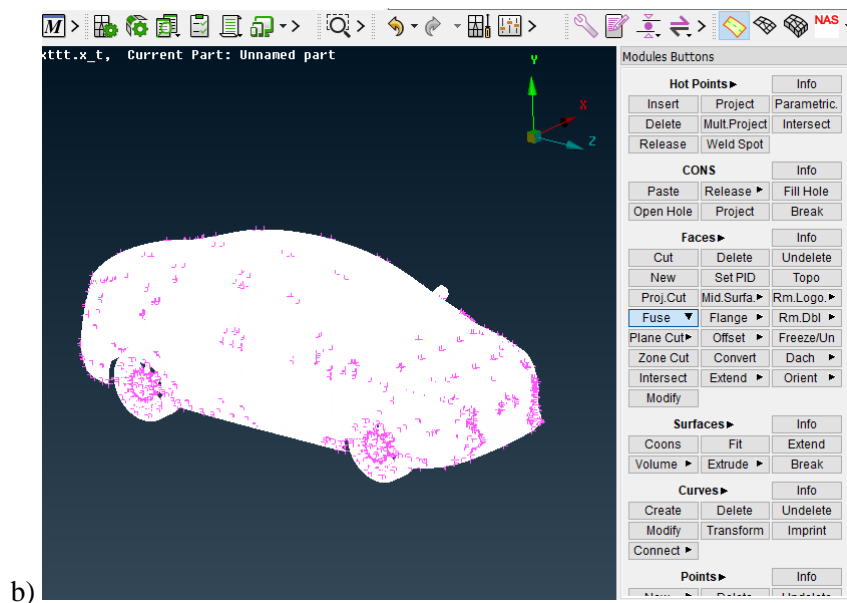 M > > > > > NAS
xttt.x_t, Current Part: Unnamed part
Y
X
Z
Modules Buttons
Hot Points Info
Insert Project Parametric.
Delete Mult.Project Intersect
Release Weld Spot
CONS Info
Paste Release Fill Hole
Open Hole Project Break
Faces Info
Cut Delete Undelete
New Set PID Topo
Proj.Cut Mid.Surfa. Rm.Logo.
Fuse Flange Rm.Dbl
Plane Cut Offset Freeze/Un
Zone Cut Convert Dach
Intersect Extend Orient
Modify
Surfaces Info
Coons Fit Extend
Volume Extrude Break
Curves Info
Create Delete Undelete
Modify Transform Imprint
Connect
Points Info
New Delete Undelete
b)